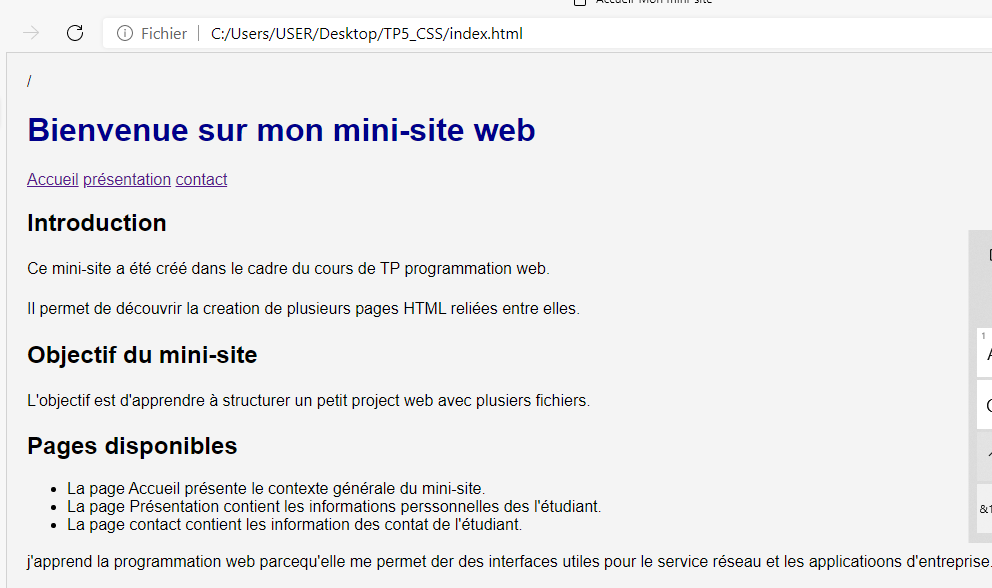 Accueil Mon mini-site
Fichier C:/Users/USER/Desktop/TP5_CSS/index.html
/
Bienvenue sur mon mini-site web
Accueil présentation contact
Introduction
Ce mini-site a été créé dans le cadre du cours de TP programmation web.
Il permet de découvrir la creation de plusieurs pages HTML reliées entre elles.
Objectif du mini-site
L'objectif est d'apprendre à structurer un petit project web avec plusiers fichiers.
1
Pages disponibles
La page Accueil présente le contexte générale du mini-site.
La page Présentation contient les informations perssonnelles des l'étudiant.
La page contact contient les information des contat de l'étudiant.
&1
j'apprend la programmation web parcequ'elle me permet der des interfaces utiles pour le service réseau et les applicatioons d'entreprise.